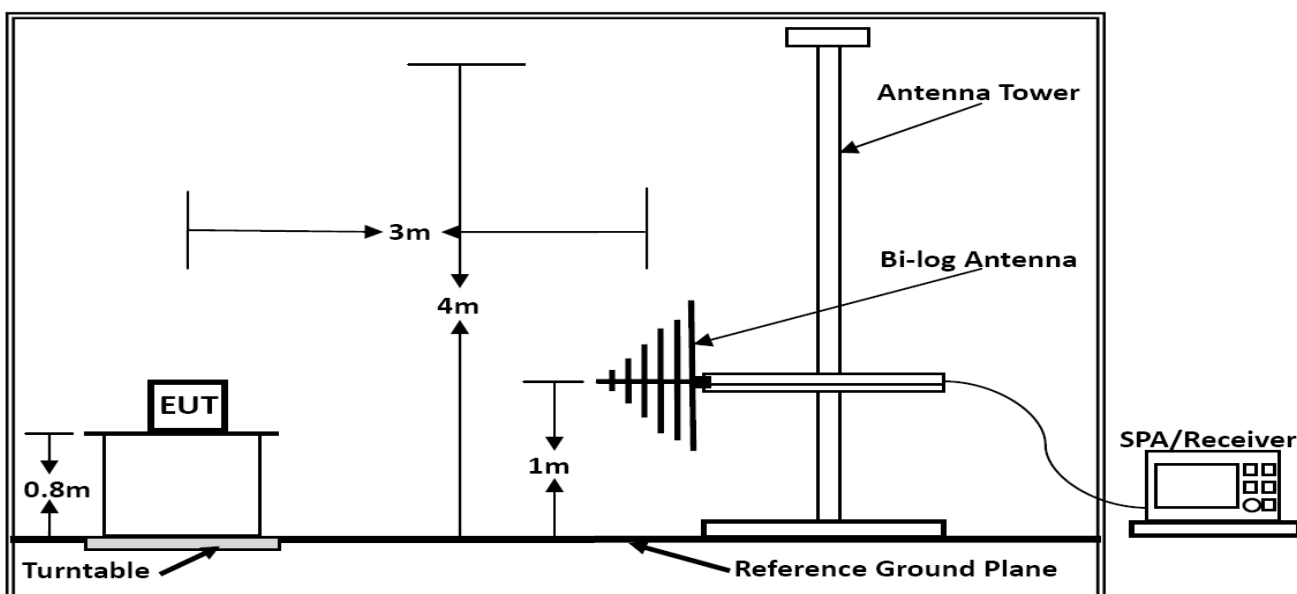 Antenna Tower
3m
Bi-log Antenna
4m
EUT
SPA/Receiver
1m
0.8m
Turntable
Reference Ground Plane